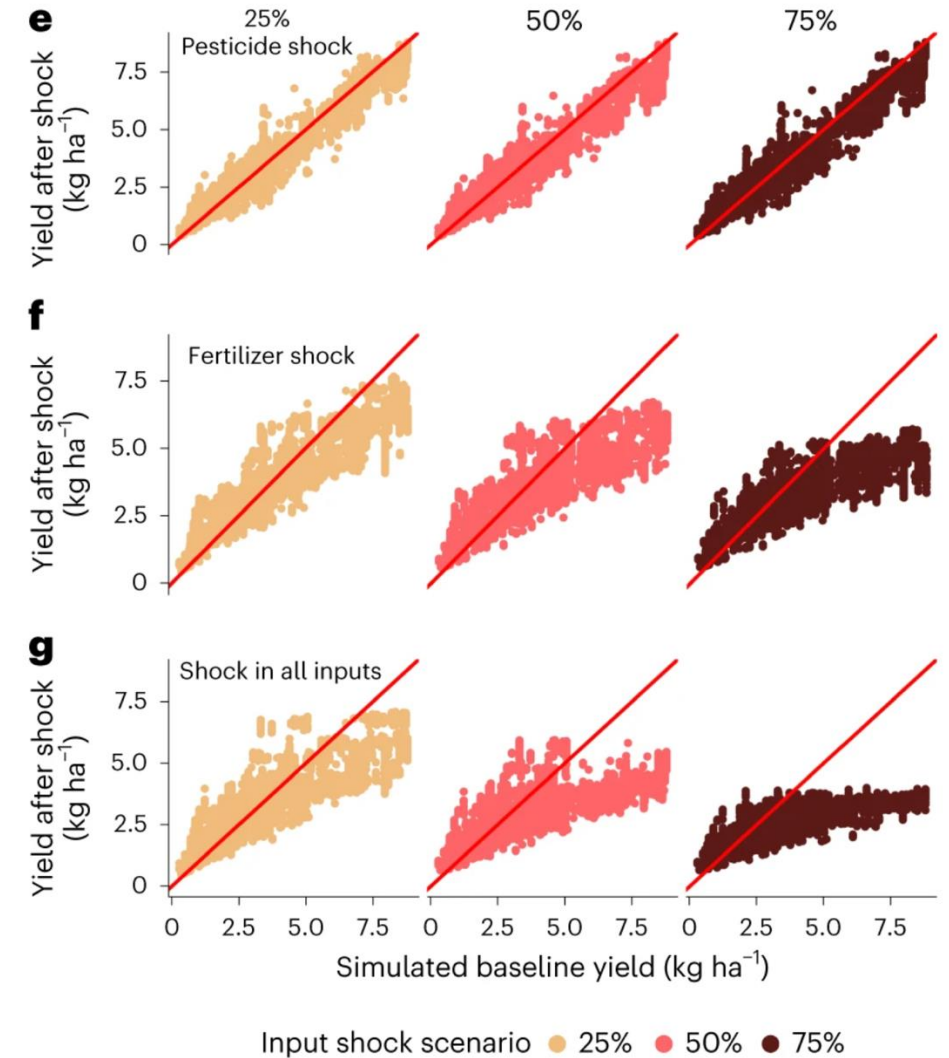 e
25%
50%
75%
Pesticide shock
Yield after shock
(kg ha⁻¹)
7.5
5.0
2.5
0
f
Fertilizer shock
Yield after shock
(kg ha⁻¹)
7.5
5.0
2.5
0
g
Shock in all inputs
Yield after shock
(kg ha⁻¹)
7.5
5.0
2.5
0
0 2.5 5.0 7.5
0 2.5 5.0 7.5
0 2.5 5.0 7.5
Simulated baseline yield (kg ha⁻¹)
Input shock scenario 25% 50% 75%